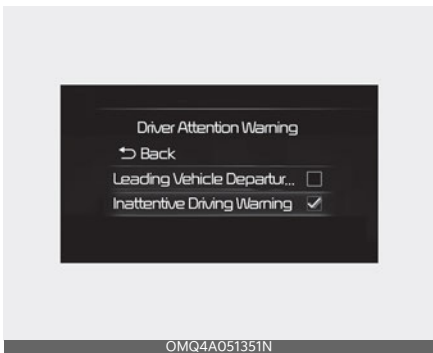 Driver Attention Warning
Back
Leading Vehicle Departur...
Inattentive Driving Warning
OMQ4A051351N